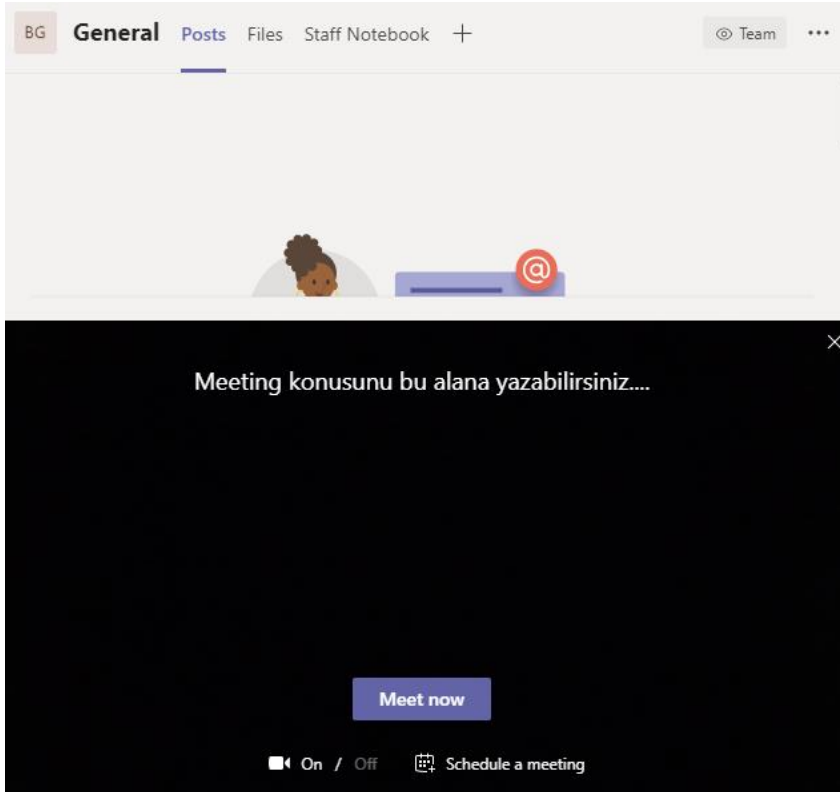 BG General Posts Files Staff Notebook + Team ...
@
Meeting konusunu bu alana yazabilirsiniz....
Meet now
On / Off Schedule a meeting